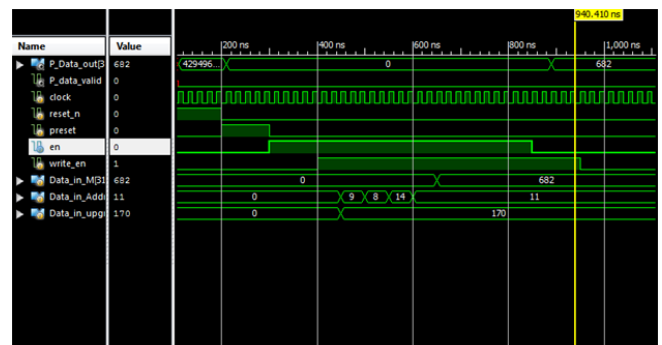 940.410 ns
Name Value 200 ns 400 ns 600 ns 800 ns 1,000 ns
P_Data_out[3 682 429496... 0 682
P_data_valid 0
clock 0
reset_n 0
preset 0
en 0
write_en 1
Data_in_M[31 682 0 682
Data_in_Addr 11 0 9 8 14 11
Data_in_upgr 170 0 170